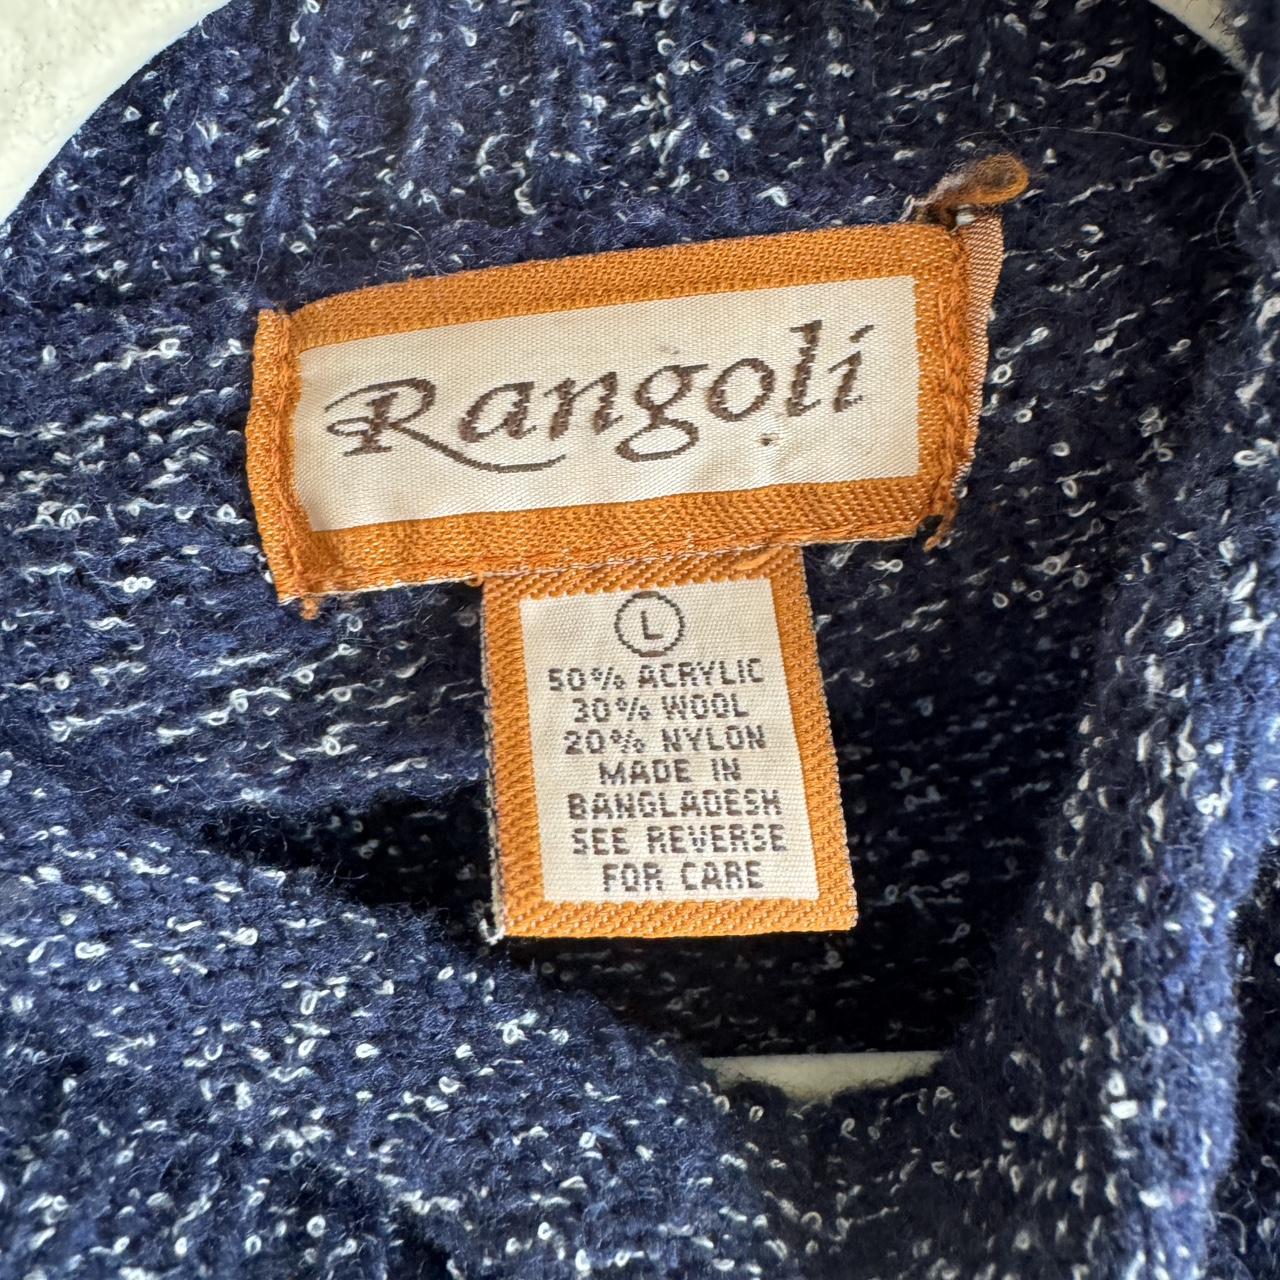 Rangoli
L
50% ACRYLIC
30% WOOL
20% NYLON
MADE IN
BANGLADESH
SEE REVERSE
FOR CARE